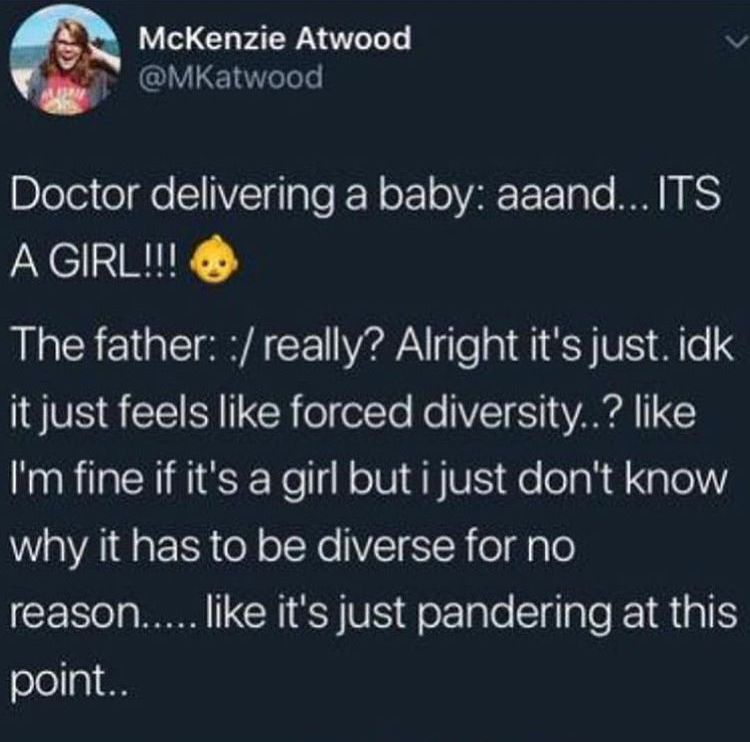 McKenzie Atwood
@MKatwood
Doctor delivering a baby: aaand... ITS
A GIRL!!! 👶
The father: :/ really? Alright it's just. idk
it just feels like forced diversity..? like
I'm fine if it's a girl but i just don't know
why it has to be diverse for no
reason..... like it's just pandering at this
point..